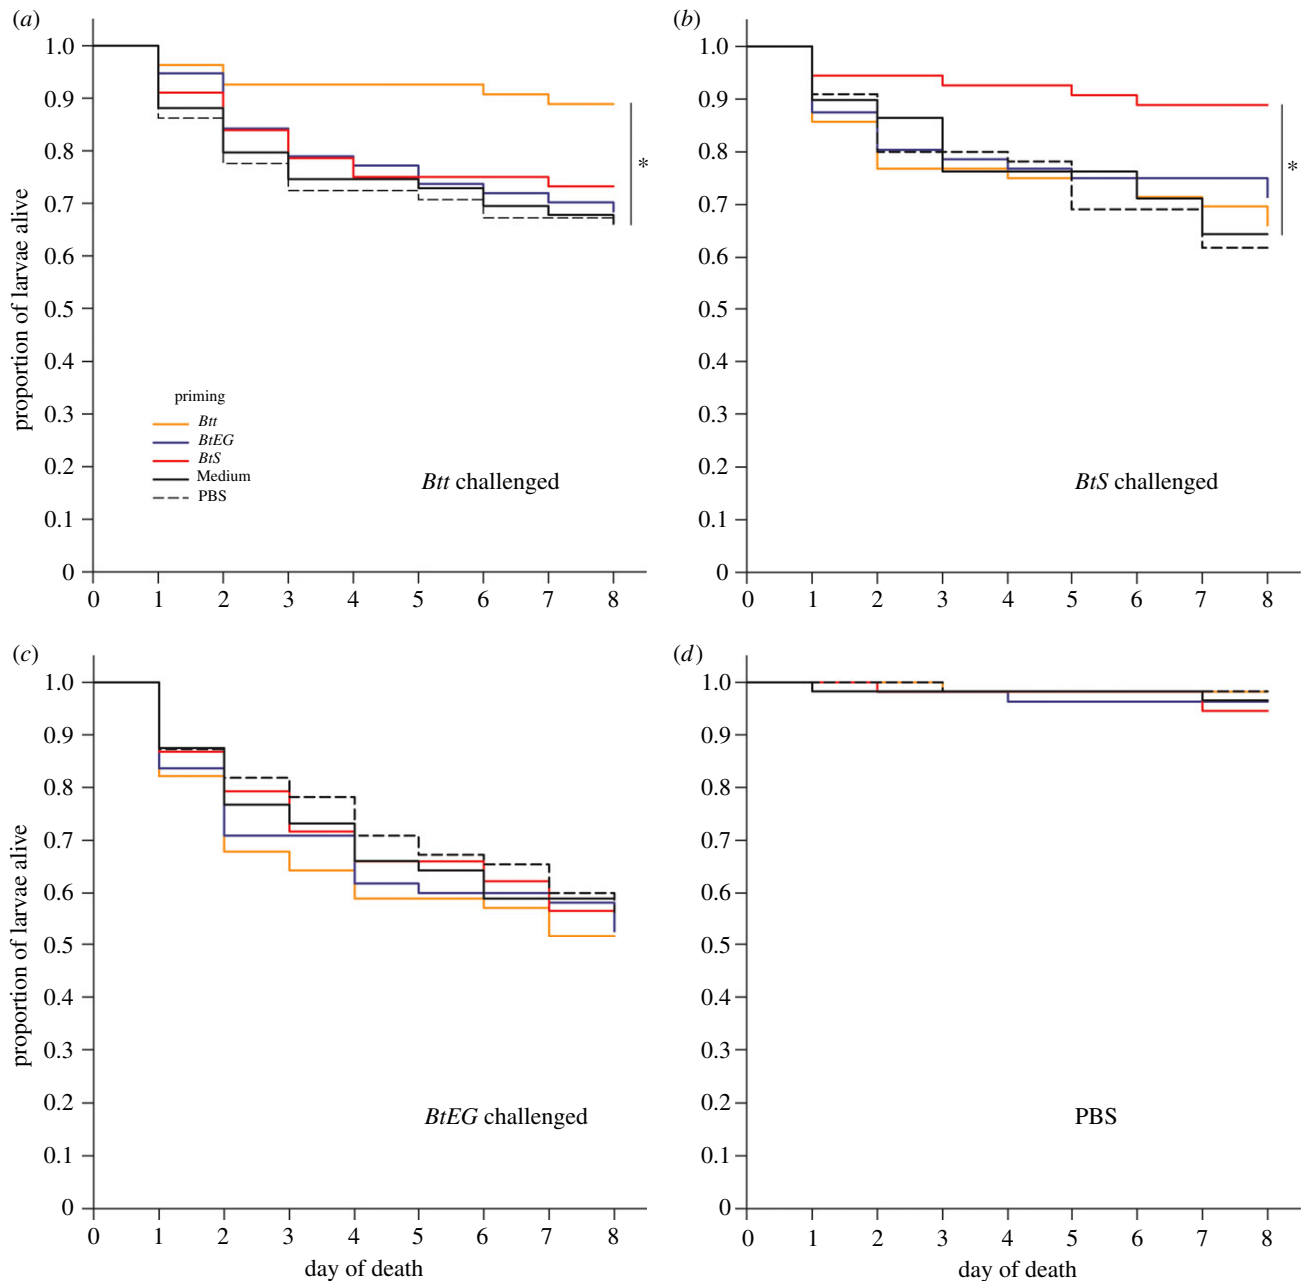 (a)
1.0
0.9
0.8
0.7
0.6
0.5
0.4
0.3
0.2
0.1
0
proportion of larvae alive
priming
Btt
BtEG
BtS
Medium
PBS
Btt challenged
*
0 1 2 3 4 5 6 7 8
(b)
1.0
0.9
0.8
0.7
0.6
0.5
0.4
0.3
0.2
0.1
0
BtS challenged
*
0 1 2 3 4 5 6 7 8
(c)
1.0
0.9
0.8
0.7
0.6
0.5
0.4
0.3
0.2
0.1
0
proportion of larvae alive
BtEG challenged
0 1 2 3 4 5 6 7 8
day of death
(d)
1.0
0.9
0.8
0.7
0.6
0.5
0.4
0.3
0.2
0.1
0
PBS
0 1 2 3 4 5 6 7 8
day of death